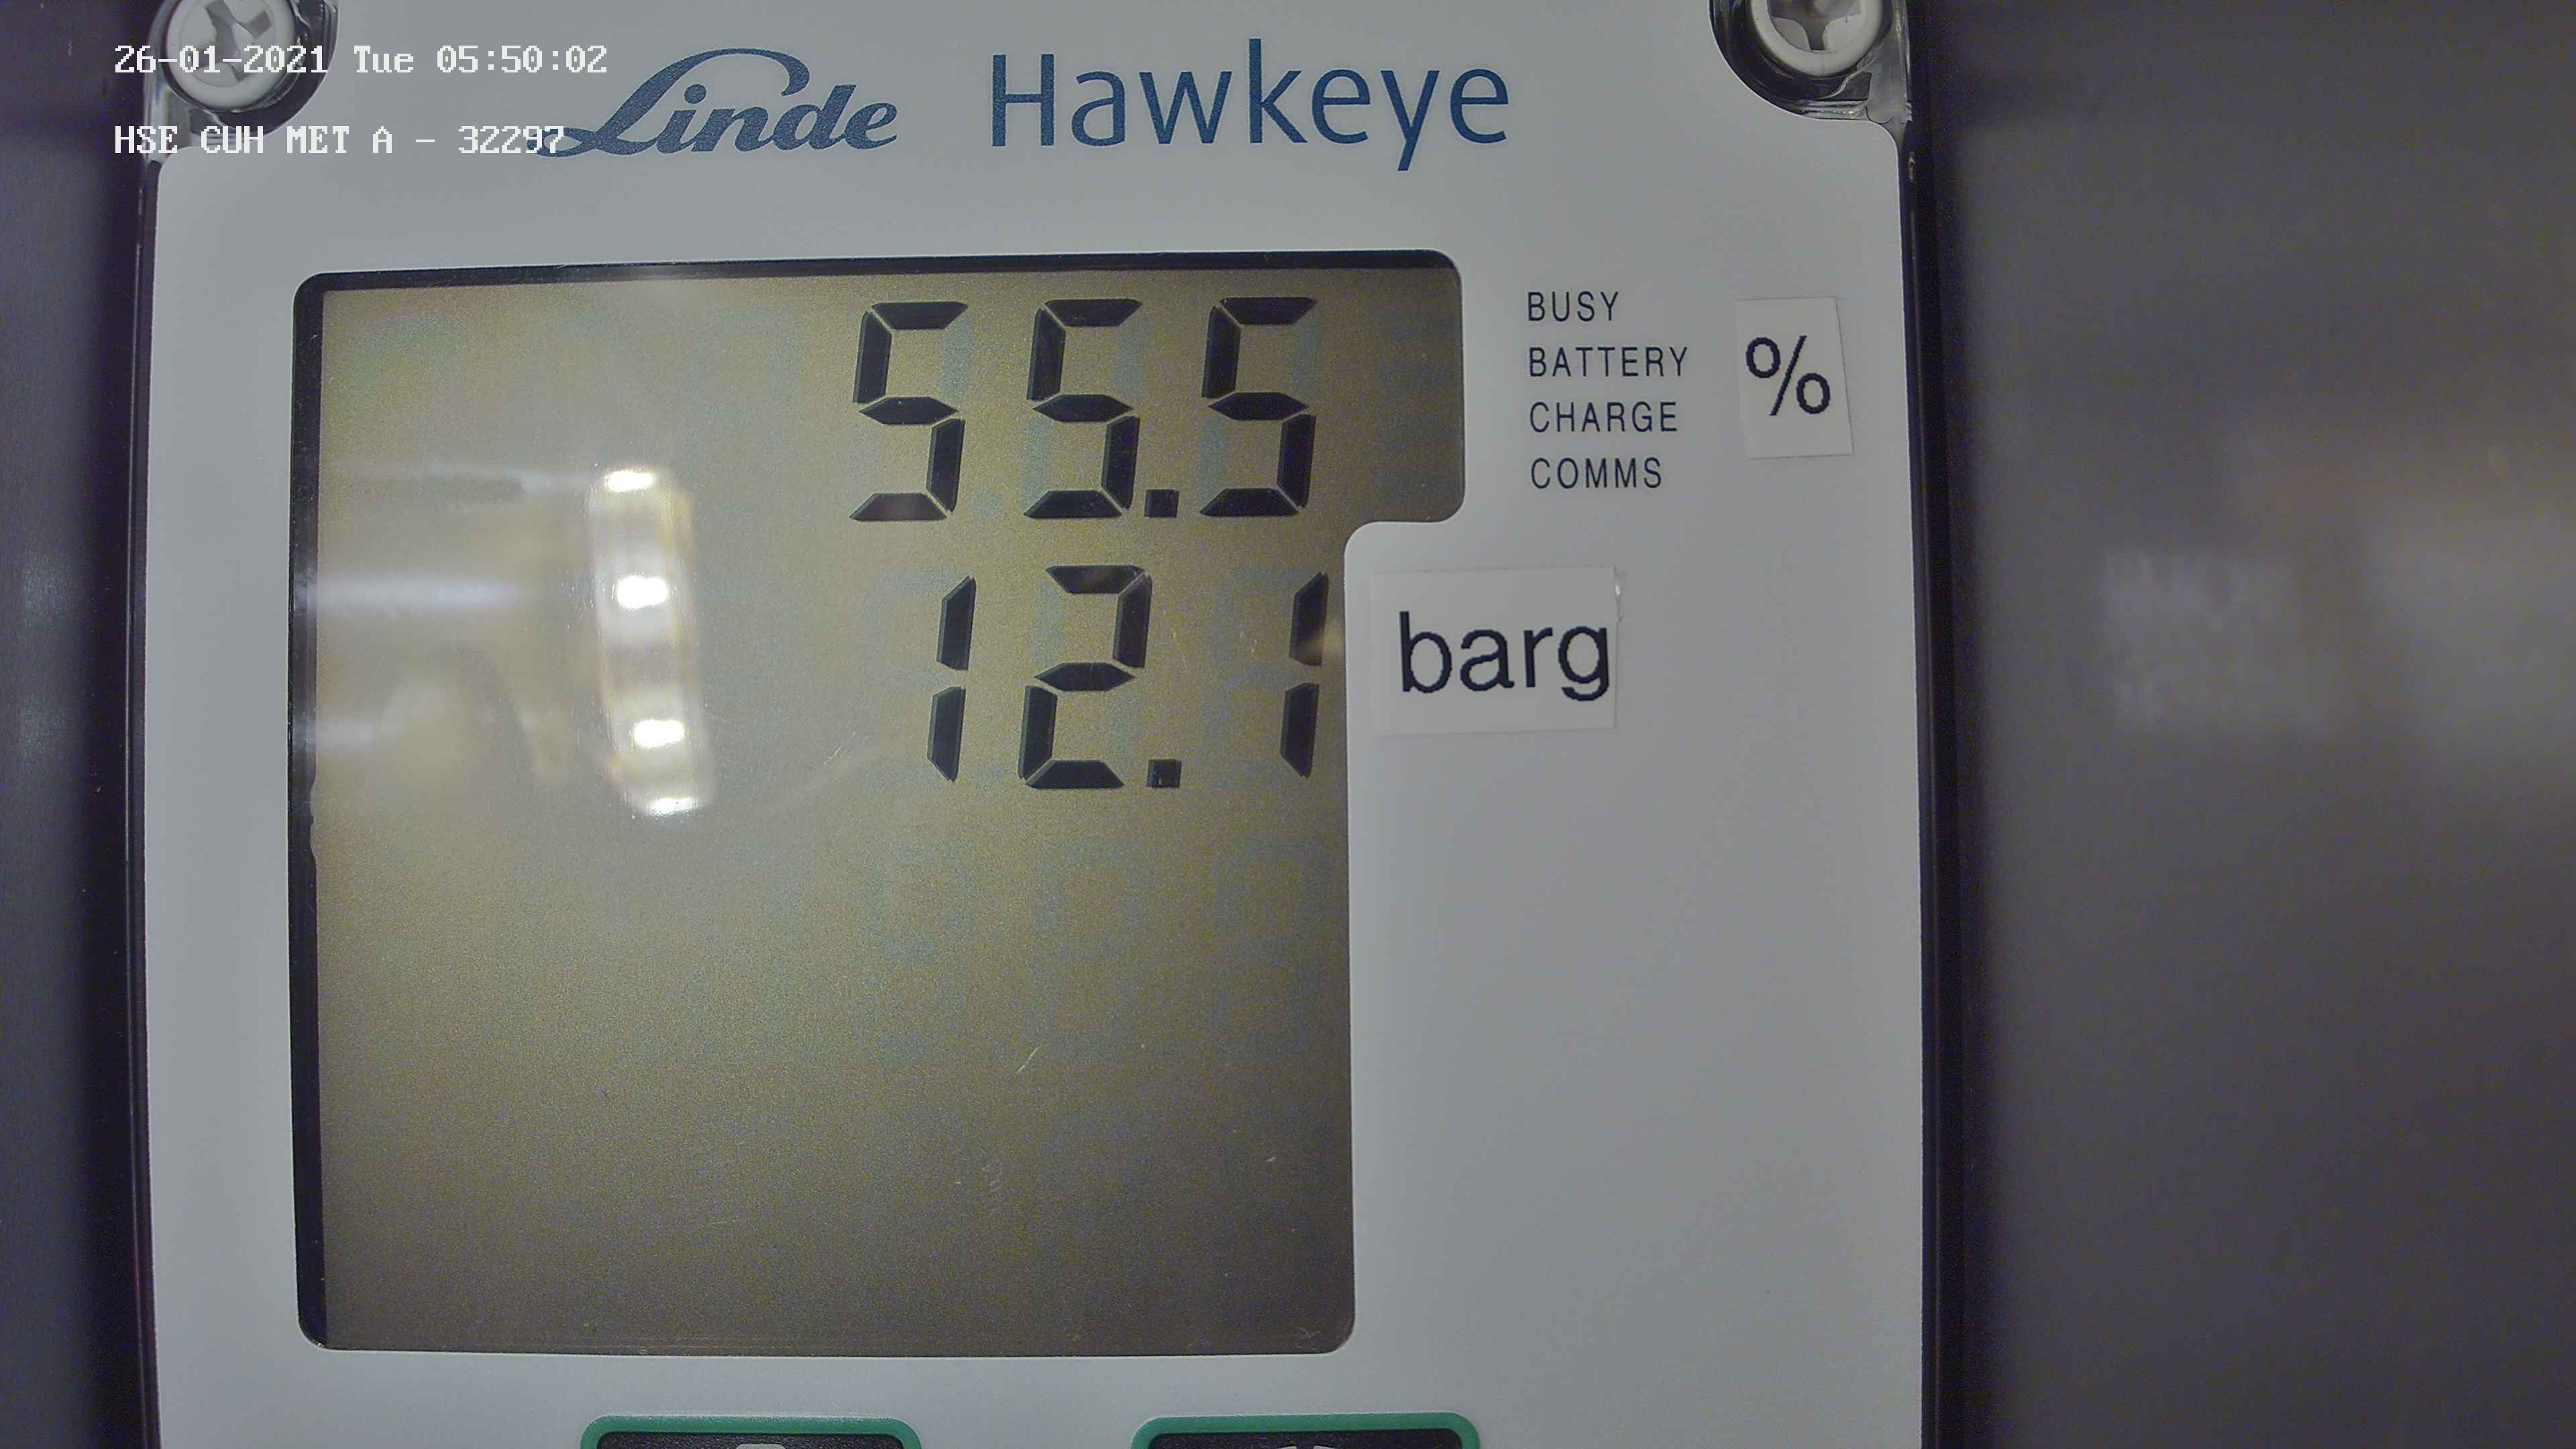 26-01-2021 Tue 05:50:02
Linde Hawkeye
HSE CUH MET A - 32297
55.5
BUSY
BATTERY
CHARGE
COMMS
%
12.1
barg